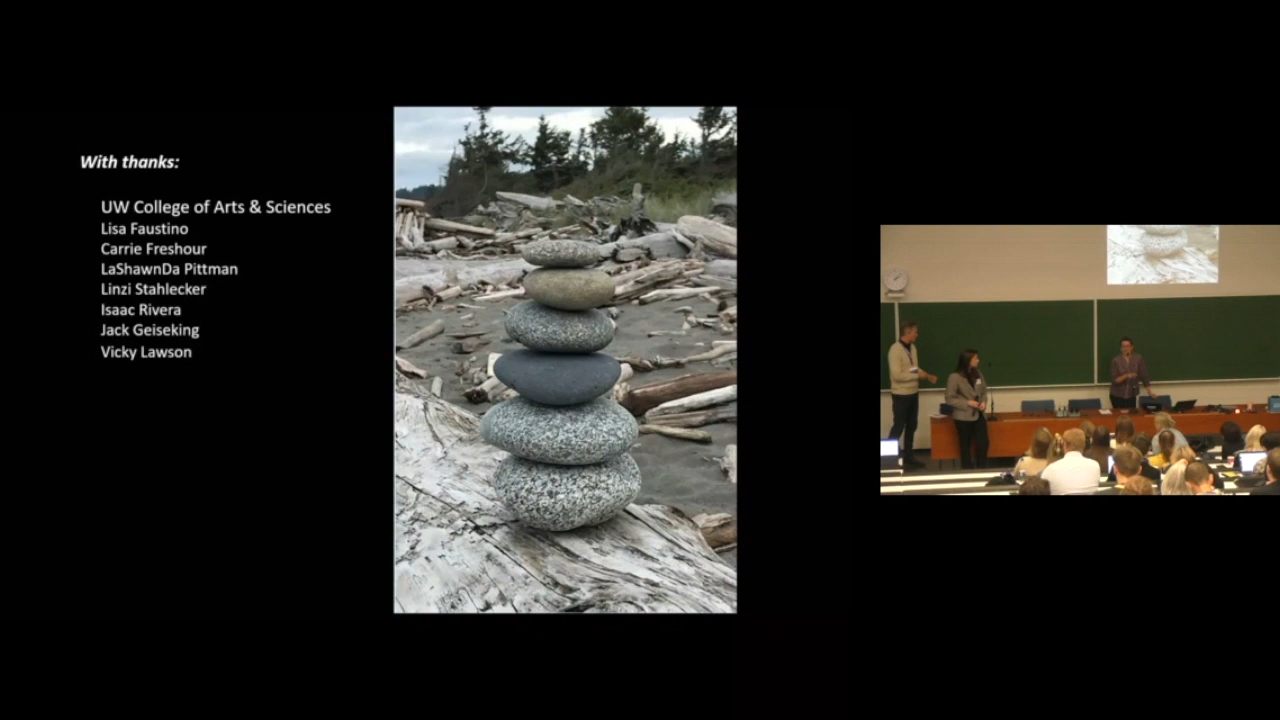 With thanks:
UW College of Arts & Sciences
Lisa Faustino
Carrie Freshour
LaShawnDa Pittman
Linzi Stahlecker
Isaac Rivera
Jack Geiseking
Vicky Lawson